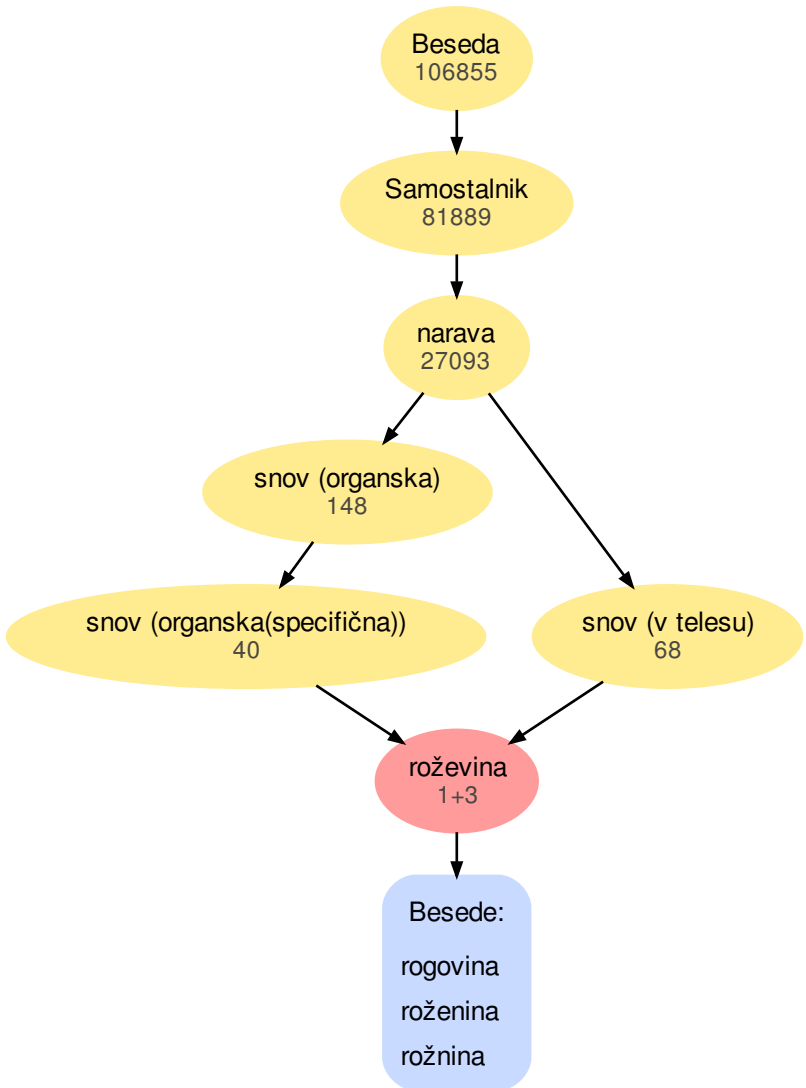 Beseda
106855
Samostalnik
81889
narava
27093
snov (organska)
148
snov (organska(specifična))
40
snov (v telesu)
68
roževina
1+3
Besede:
rogovina
roženina
rožnina